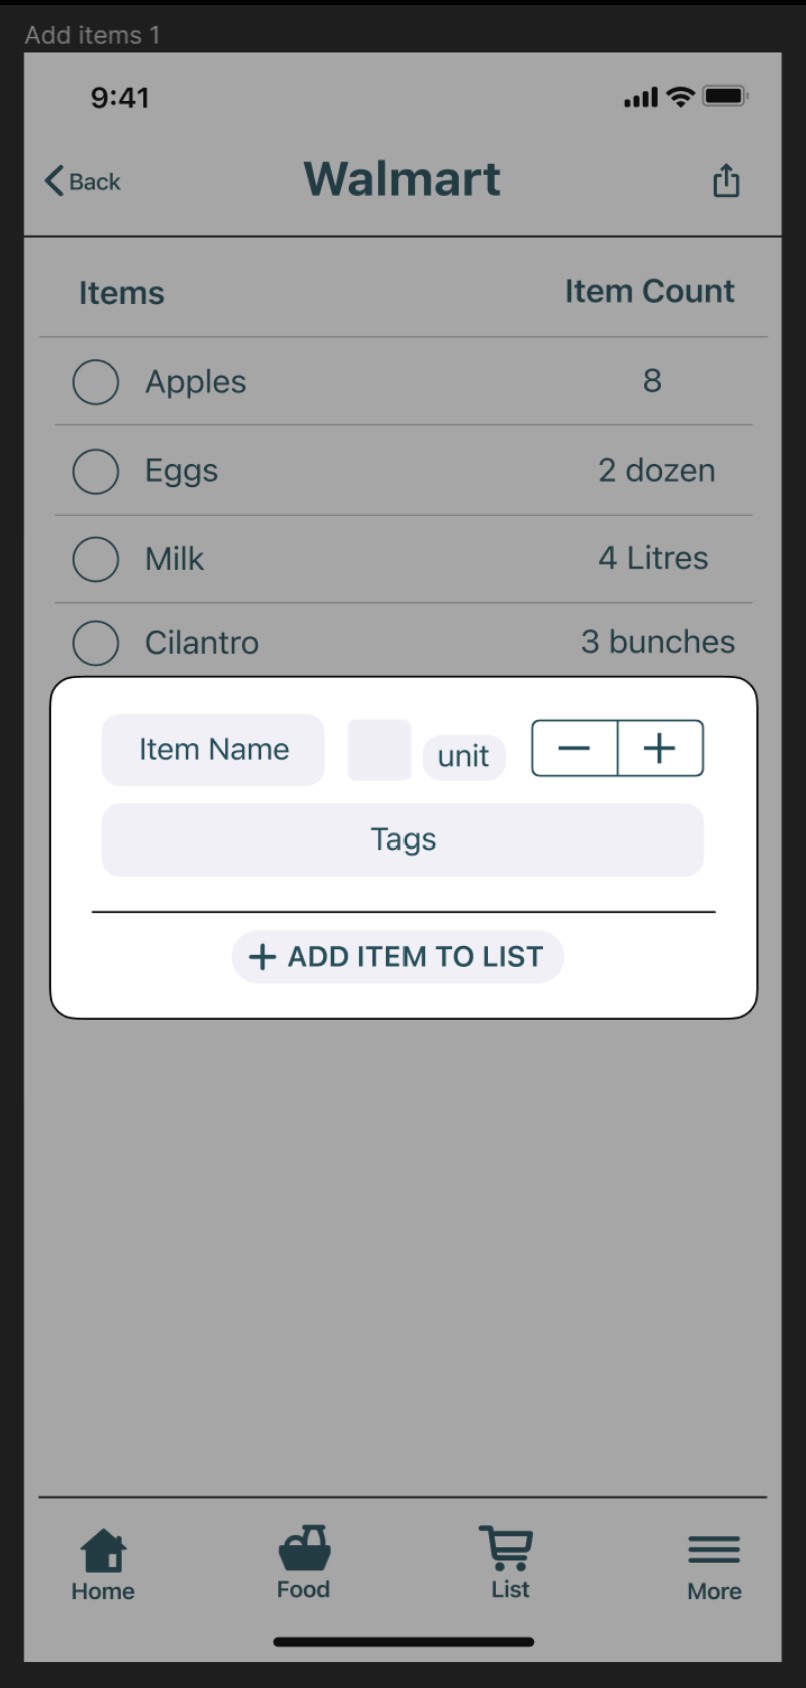 Add items 1
9:41
Back
Walmart
Items Item Count
Apples 8
Eggs 2 dozen
Milk 4 Litres
Cilantro 3 bunches
Item Name unit − +
Tags
+ ADD ITEM TO LIST
Home Food List More